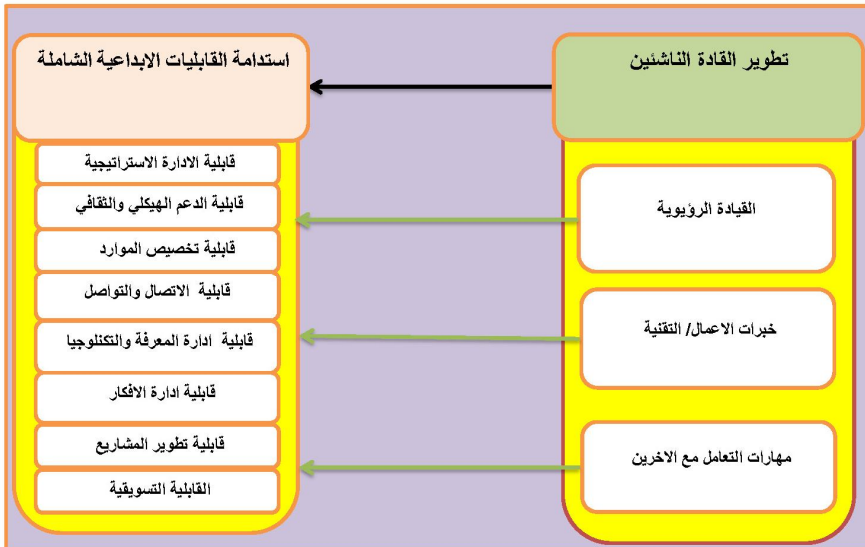 تطوير القادة الناشئين
القيادة الرؤيوية
خبرات الاعمال/ التقنية
مهارات التعامل مع الاخرين
استدامة القابليات الابداعية الشاملة
قابلية الادارة الاستراتيجية
قابلية الدعم الهيكلي والثقافي
قابلية تخصيص الموارد
قابلية الاتصال والتواصل
قابلية ادارة المعرفة والتكنلوجيا
قابلية ادارة الافكار
قابلية تطوير المشاريع
القابلية التسويقية